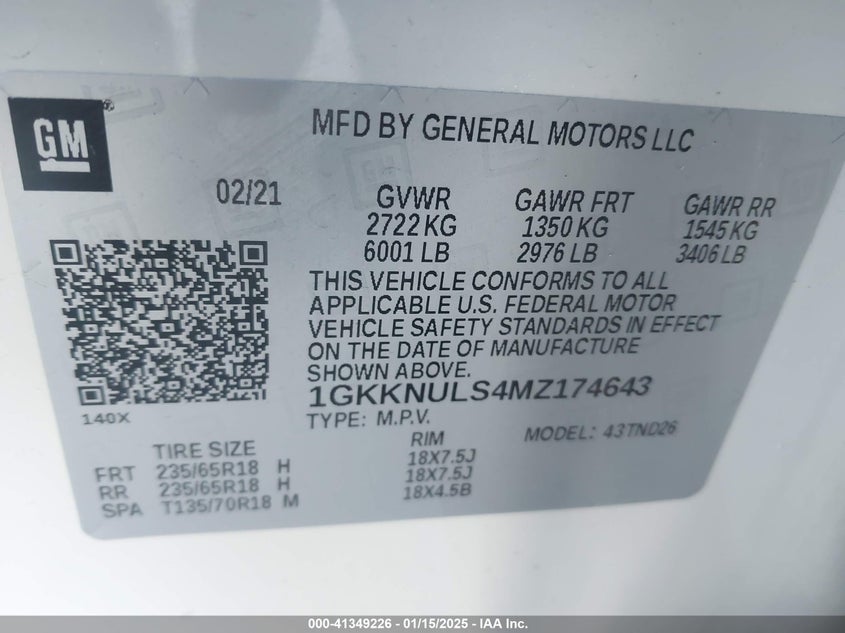 GM
MFD BY GENERAL MOTORS LLC
02/21
GVWR GAWR FRT GAWR RR
2722 KG 1350 KG 1545 KG
6001 LB 2976 LB 3406 LB
THIS VEHICLE CONFORMS TO ALL
APPLICABLE U.S. FEDERAL MOTOR
VEHICLE SAFETY STANDARDS IN EFFECT
ON THE DATE OF MANUFACTURE
SHOWN ABOVE.
1GKKNULS4MZ174643
140X
TYPE: M.P.V.
MODEL: 43TND26
TIRE SIZE RIM
FRT 235/65R18 H 18X7.5J
RR 235/65R18 H 18X7.5J
SPA T135/70R18 M 18X4.5B
000-41349226 - 01/15/2025 - IAA Inc.